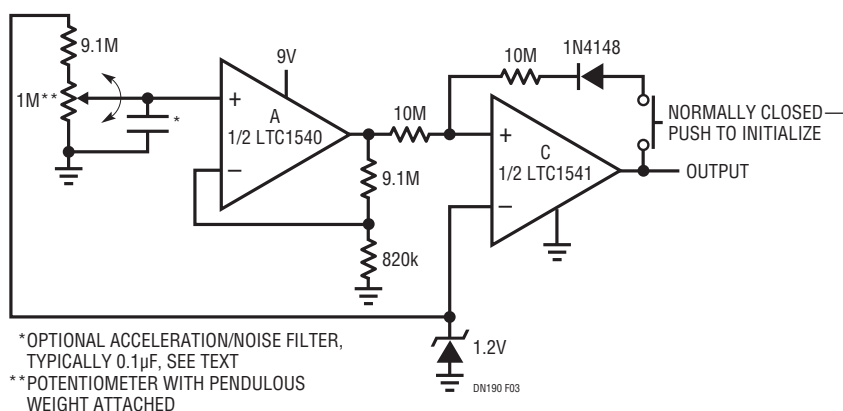 9.1M
1M**
*
9V
+
A
1/2 LTC1540
–
10M
9.1M
820k
10M
1N4148
NORMALLY CLOSED—
PUSH TO INITIALIZE
+
C
1/2 LTC1541
–
OUTPUT
1.2V
*OPTIONAL ACCELERATION/NOISE FILTER,
TYPICALLY 0.1µF, SEE TEXT
**POTENTIOMETER WITH PENDULOUS
WEIGHT ATTACHED
DN190 F03